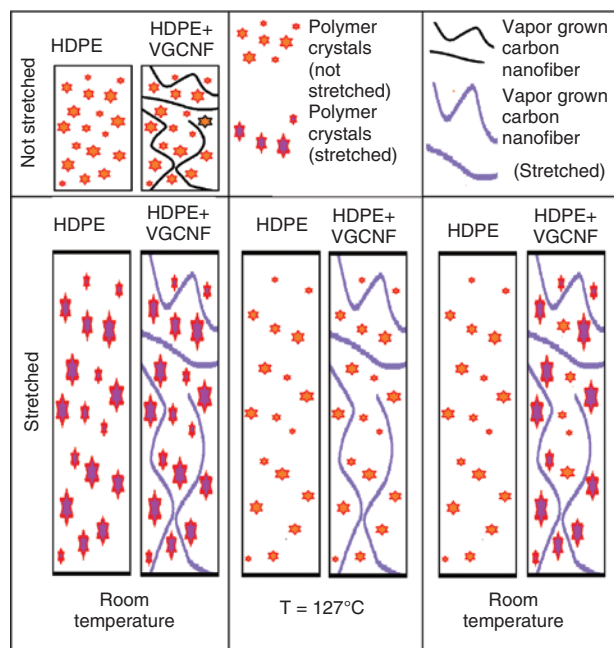 Not stretched
HDPE
HDPE+
VGCNF
Polymer
crystals
(not
stretched)
Polymer
crystals
(stretched)
Vapor grown
carbon
nanofiber
Vapor grown
carbon
nanofiber
(Stretched)
Stretched
HDPE
HDPE+
VGCNF
HDPE
HDPE+
VGCNF
HDPE
HDPE+
VGCNF
Room
temperature
T = 127°C
Room
temperature